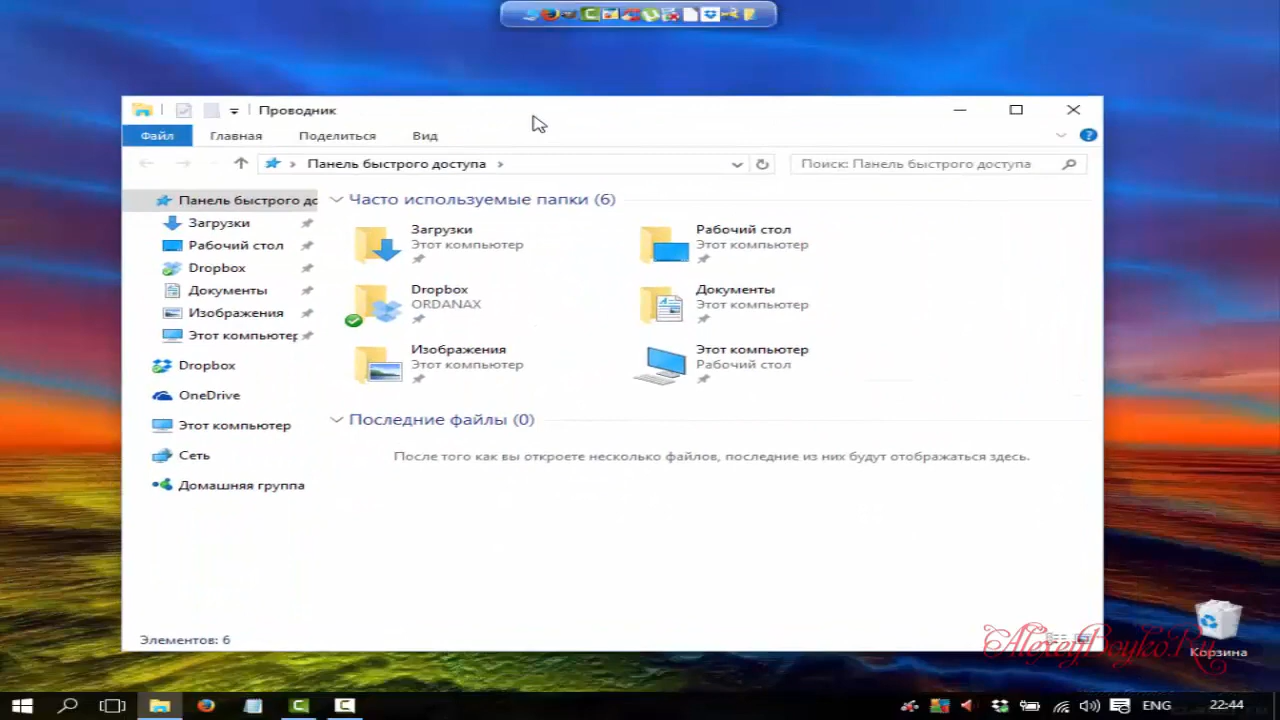 Проводник
Файл Главная Поделиться Вид
Панель быстрого доступа
Поиск: Панель быстрого доступа
Панель быстрого до
Загрузки
Рабочий стол
Dropbox
Документы
Изображения
Этот компьютер
Dropbox
OneDrive
Этот компьютер
Сеть
Домашняя группа
Часто используемые папки (6)
Загрузки
Этот компьютер
Рабочий стол
Этот компьютер
Dropbox
ORDANAX
Документы
Этот компьютер
Изображения
Этот компьютер
Этот компьютер
Рабочий стол
Последние файлы (0)
После того как вы откроете несколько файлов, последние из них будут отображаться здесь.
Элементов: 6
AlexeyBoyko.Ru
Корзина
ENG
22:44